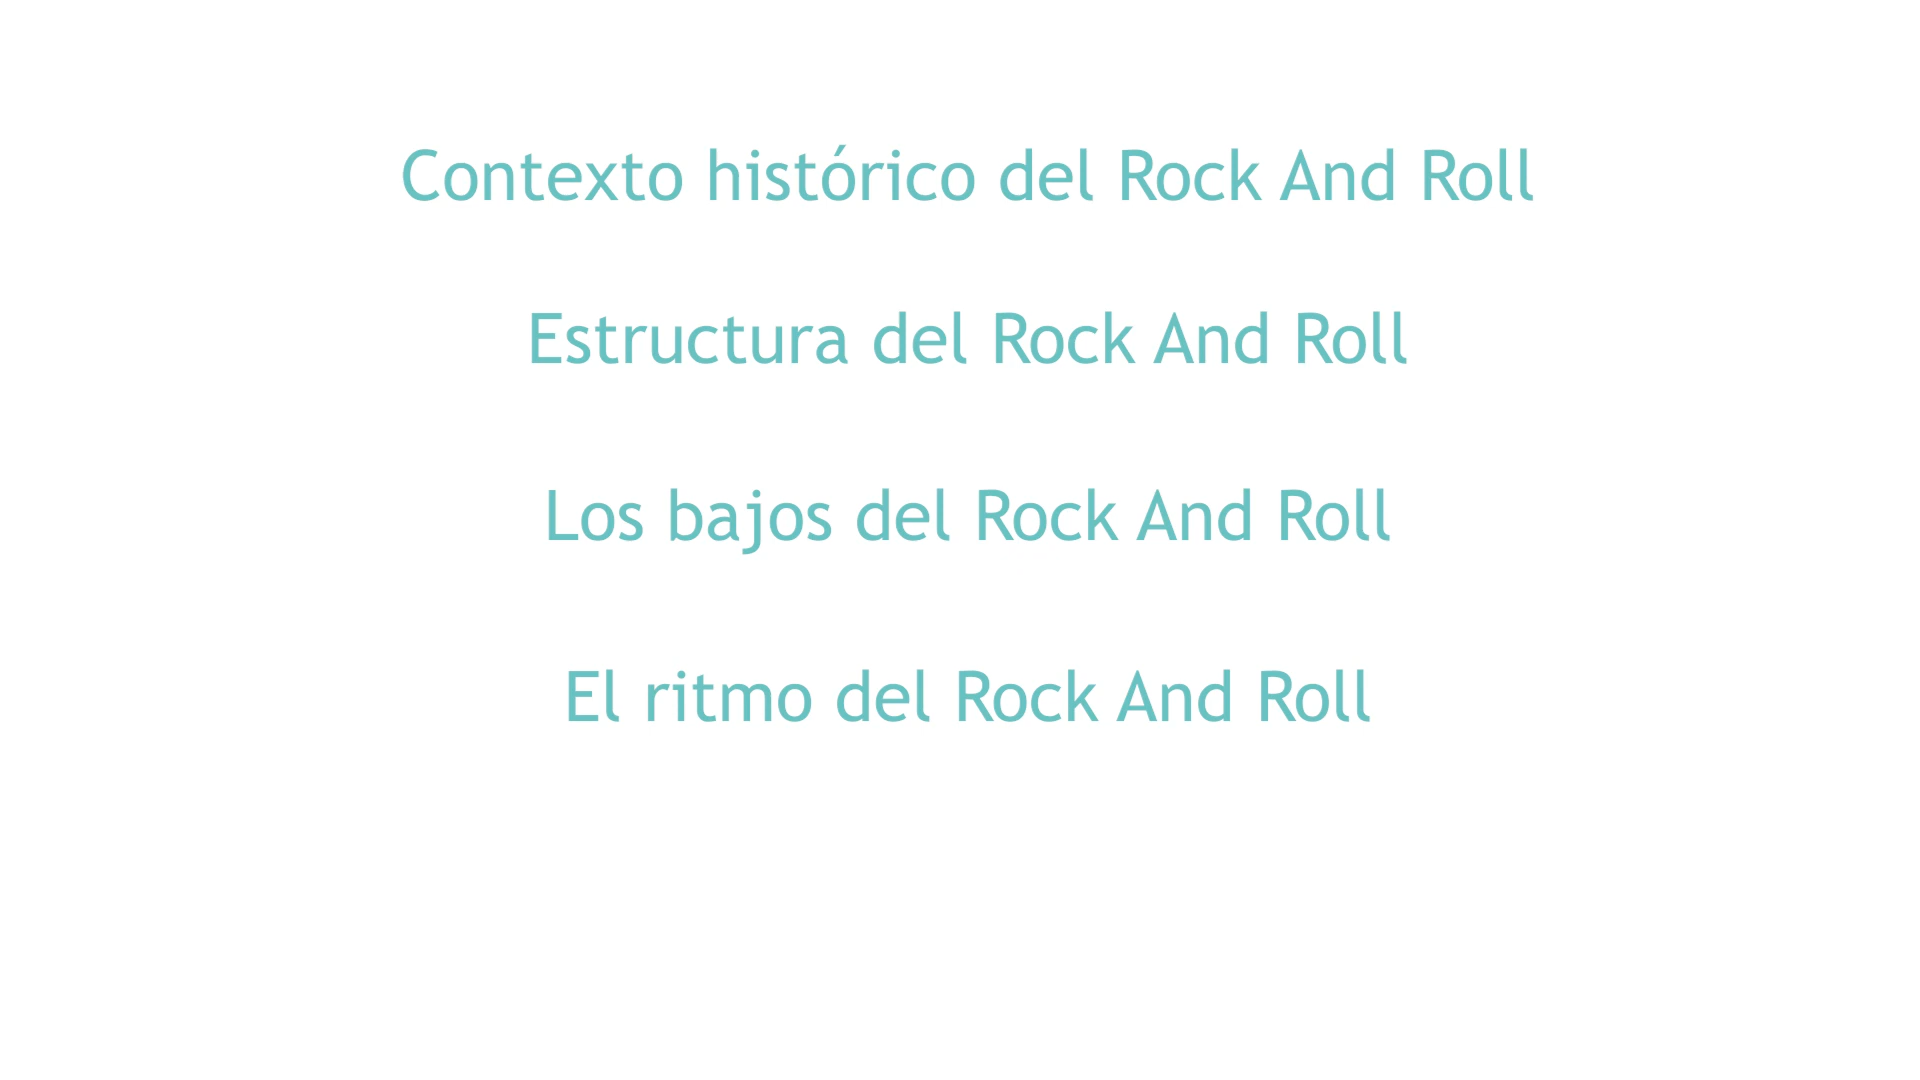 Contexto histórico del Rock And Roll
Estructura del Rock And Roll
Los bajos del Rock And Roll
El ritmo del Rock And Roll